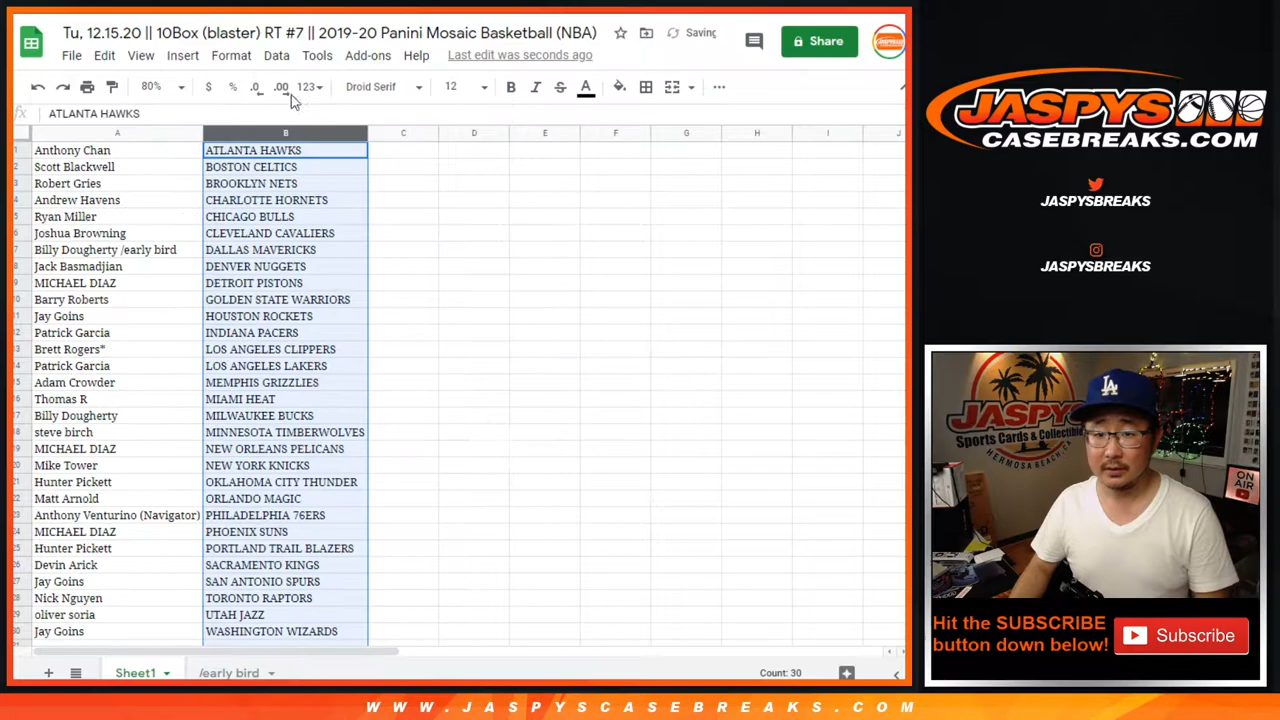 Tu, 12.15.20 || 10Box (blaster) RT #7 || 2019-20 Panini Mosaic Basketball (NBA)
Saving
File Edit View Insert Format Data Tools Add-ons Help Last edit was seconds ago
Share
80% $ % .0 .00 123 Droid Serif 12 B I S A
fx ATLANTA HAWKS
A B C D E F G H I J
1 Anthony Chan ATLANTA HAWKS
2 Scott Blackwell BOSTON CELTICS
3 Robert Gries BROOKLYN NETS
4 Andrew Havens CHARLOTTE HORNETS
5 Ryan Miller CHICAGO BULLS
6 Joshua Browning CLEVELAND CAVALIERS
7 Billy Dougherty /early bird DALLAS MAVERICKS
8 Jack Basmadjian DENVER NUGGETS
9 MICHAEL DIAZ DETROIT PISTONS
10 Barry Roberts GOLDEN STATE WARRIORS
11 Jay Goins HOUSTON ROCKETS
12 Patrick Garcia INDIANA PACERS
13 Brett Rogers* LOS ANGELES CLIPPERS
14 Patrick Garcia LOS ANGELES LAKERS
15 Adam Crowder MEMPHIS GRIZZLIES
16 Thomas R MIAMI HEAT
17 Billy Dougherty MILWAUKEE BUCKS
18 steve birch MINNESOTA TIMBERWOLVES
19 MICHAEL DIAZ NEW ORLEANS PELICANS
20 Mike Tower NEW YORK KNICKS
21 Hunter Pickett OKLAHOMA CITY THUNDER
22 Matt Arnold ORLANDO MAGIC
23 Anthony Venturino (Navigator) PHILADELPHIA 76ERS
24 MICHAEL DIAZ PHOENIX SUNS
25 Hunter Pickett PORTLAND TRAIL BLAZERS
26 Devin Arick SACRAMENTO KINGS
27 Jay Goins SAN ANTONIO SPURS
28 Nick Nguyen TORONTO RAPTORS
29 oliver soria UTAH JAZZ
30 Jay Goins WASHINGTON WIZARDS
Sheet1 /early bird Count: 30
JASPYS
CASEBREAKS.COM
JASPYSBREAKS
JASPYSBREAKS
JASPYS
Sports Cards & Collectibles
HERMOSA BEACH, CA
LA
ON
AIR
Hit the SUBSCRIBE
button down below!
Subscribe
WWW.JASPYSCASEBREAKS.COM